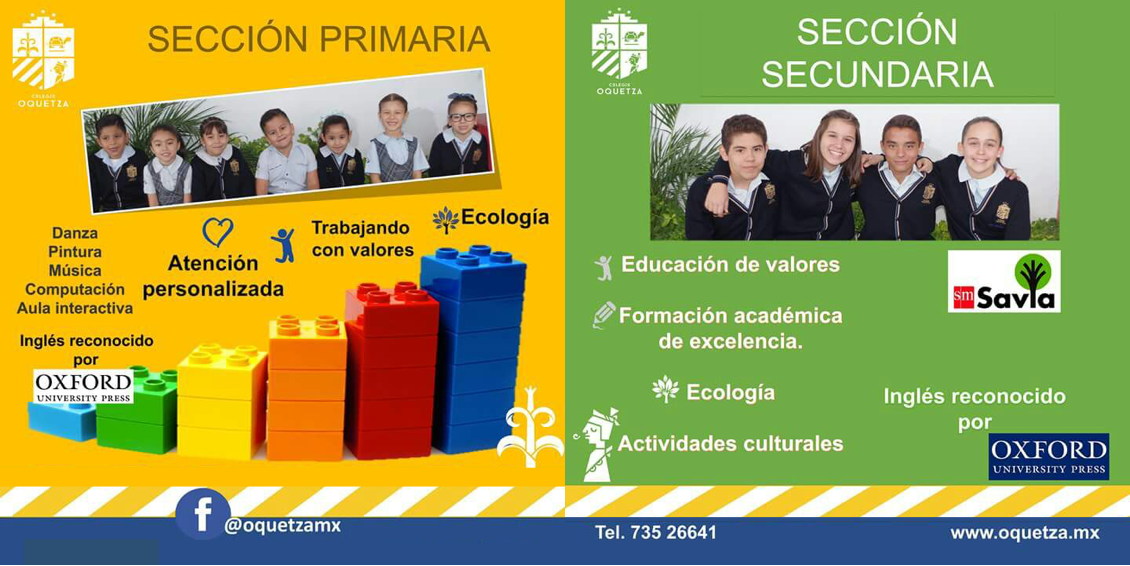 COLEGIO
OQUETZA
SECCIÓN PRIMARIA
Danza
Pintura
Música
Computación
Aula interactiva
Atención
personalizada
Trabajando
con valores
Ecología
Inglés reconocido
por
OXFORD
UNIVERSITY PRESS
f
@oquetzamx
COLEGIO
OQUETZA
SECCIÓN
SECUNDARIA
Educación de valores
sm Savia
Formación académica
de excelencia.
Ecología
Actividades culturales
Inglés reconocido
por
OXFORD
UNIVERSITY PRESS
Tel. 735 26641
www.oquetza.mx